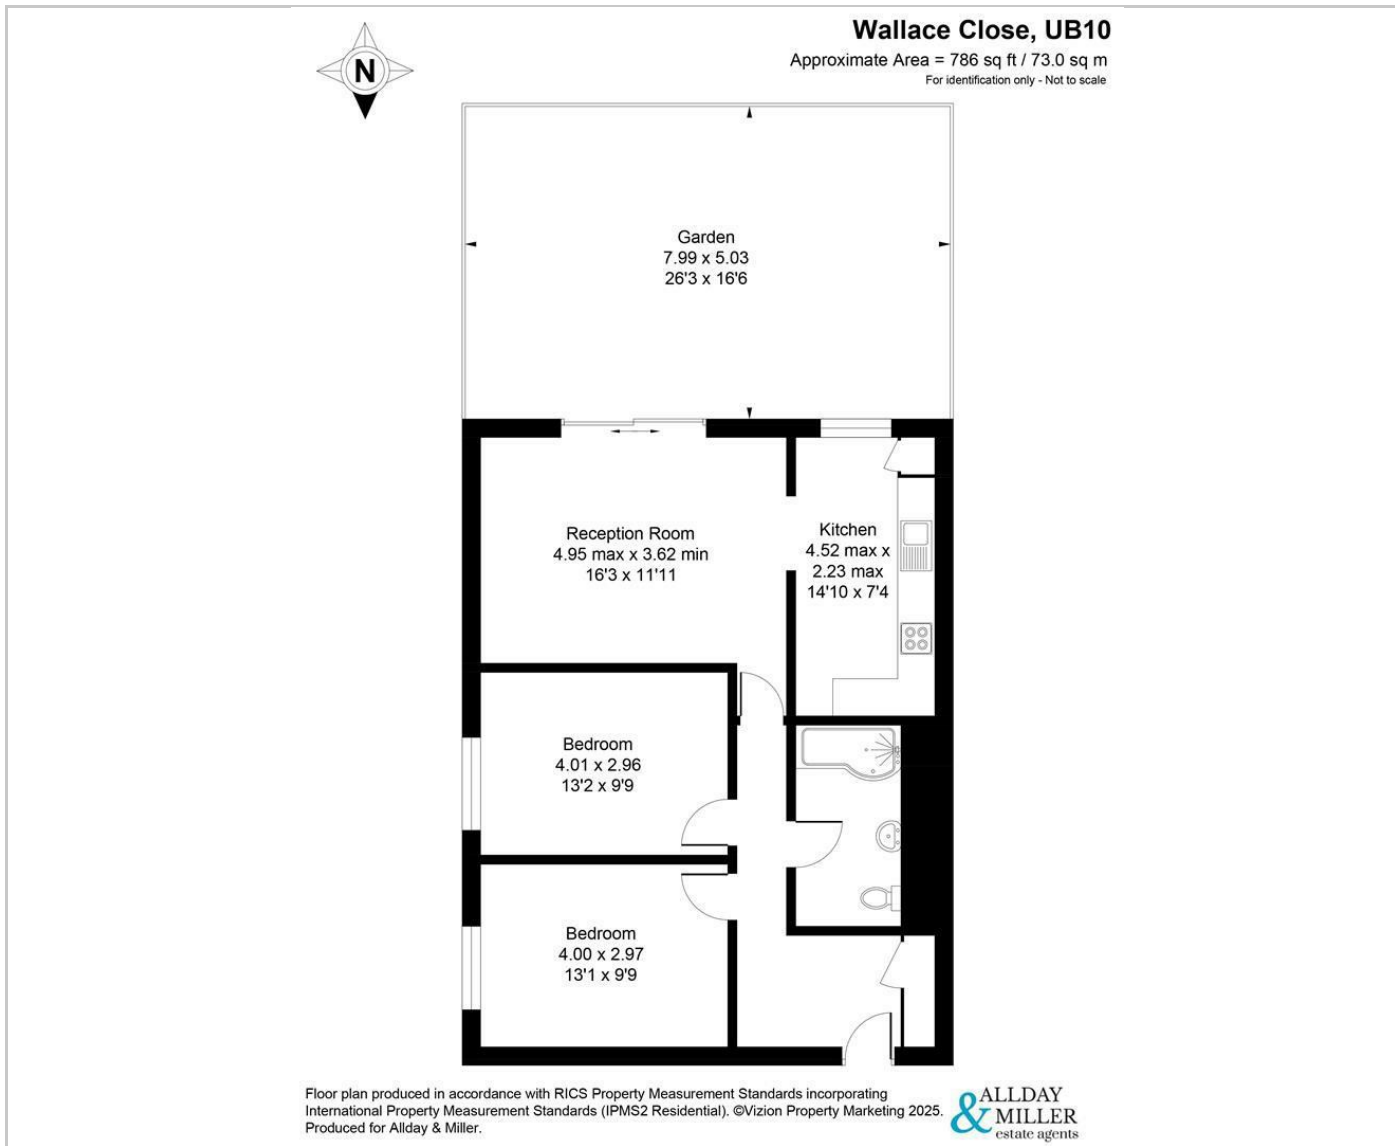 Wallace Close, UB10
Approximate Area = 786 sq ft / 73.0 sq m
For identification only - Not to scale
N
Garden
7.99 x 5.03
26'3 x 16'6
Reception Room
4.95 max x 3.62 min
16'3 x 11'11
Kitchen
4.52 max x
2.23 max
14'10 x 7'4
Bedroom
4.01 x 2.96
13'2 x 9'9
Bedroom
4.00 x 2.97
13'1 x 9'9
Floor plan produced in accordance with RICS Property Measurement Standards incorporating
International Property Measurement Standards (IPMS2 Residential). ©Vizion Property Marketing 2025.
Produced for Allday & Miller.
ALLDAY
& MILLER
estate agents